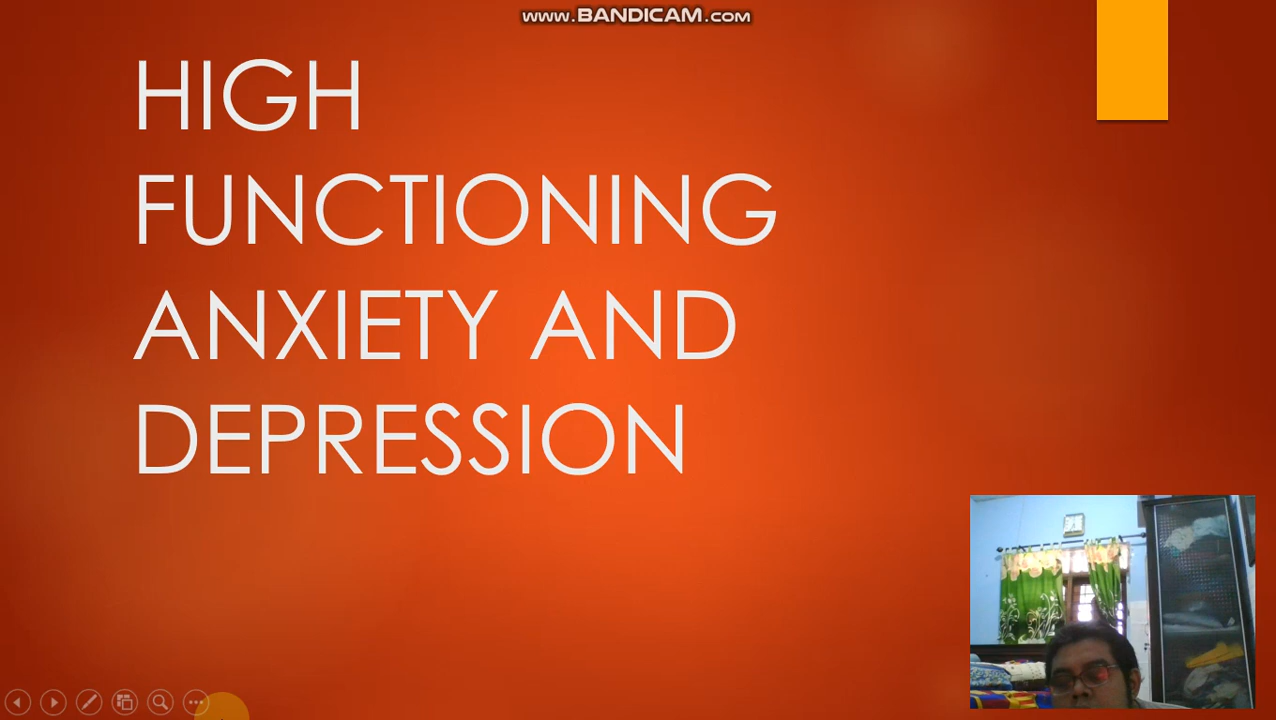 www.BANDICAM.com
HIGH
FUNCTIONING
ANXIETY AND
DEPRESSION